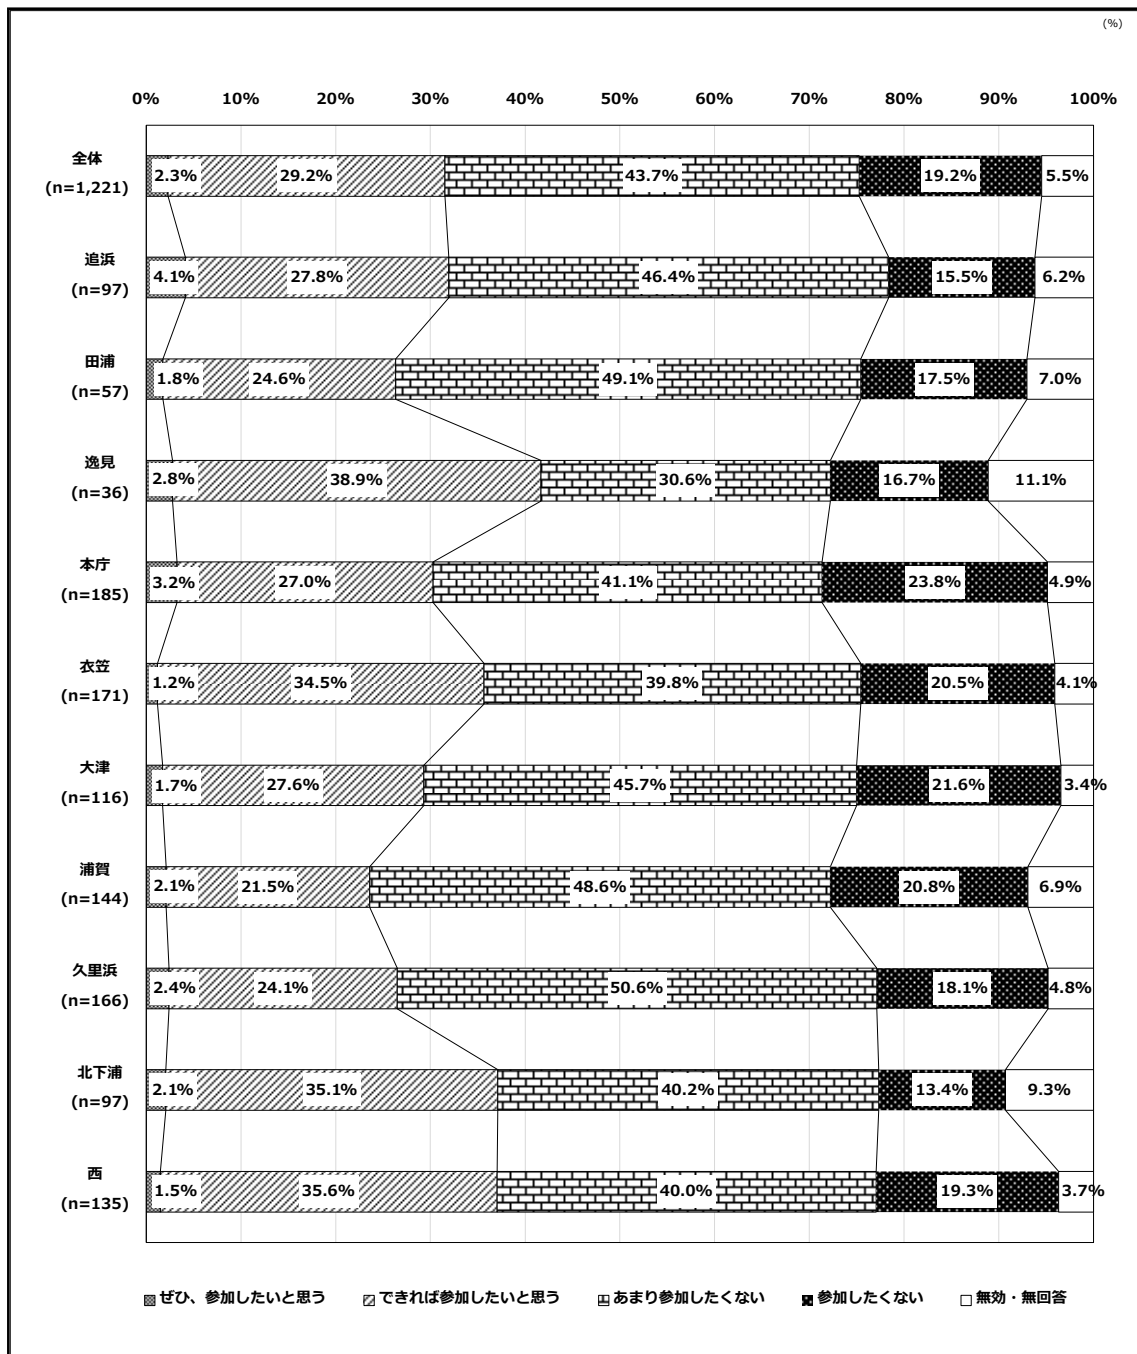 (%)
0% 10% 20% 30% 40% 50% 60% 70% 80% 90% 100%
全体
(n=1,221)
2.3% 29.2% 43.7% 19.2% 5.5%
追浜
(n=97)
4.1% 27.8% 46.4% 15.5% 6.2%
田浦
(n=57)
1.8% 24.6% 49.1% 17.5% 7.0%
逸見
(n=36)
2.8% 38.9% 30.6% 16.7% 11.1%
本庁
(n=185)
3.2% 27.0% 41.1% 23.8% 4.9%
衣笠
(n=171)
1.2% 34.5% 39.8% 20.5% 4.1%
大津
(n=116)
1.7% 27.6% 45.7% 21.6% 3.4%
浦賀
(n=144)
2.1% 21.5% 48.6% 20.8% 6.9%
久里浜
(n=166)
2.4% 24.1% 50.6% 18.1% 4.8%
北下浦
(n=97)
2.1% 35.1% 40.2% 13.4% 9.3%
西
(n=135)
1.5% 35.6% 40.0% 19.3% 3.7%
ぜひ、参加したいと思う できれば参加したいと思う あまり参加したくない 参加したくない 無効・無回答